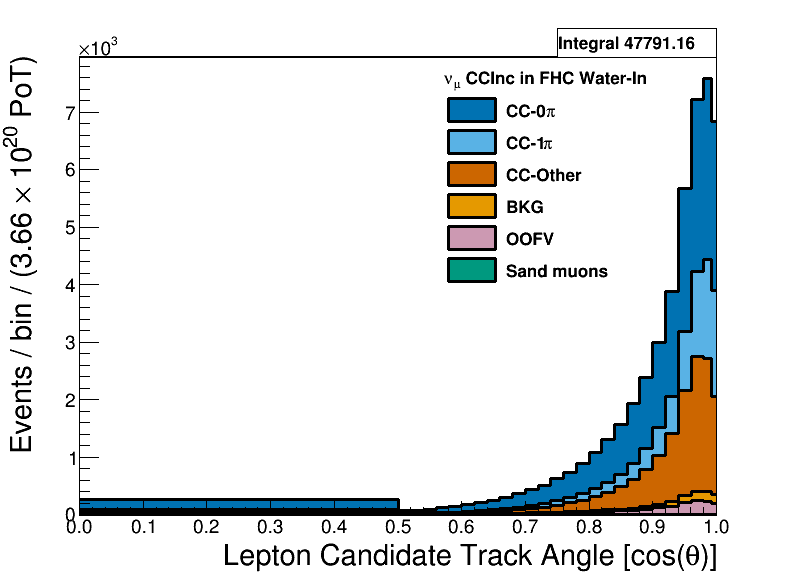 ×10³
Integral 47791.16
ν_μ CCInc in FHC Water-In
CC-0π
CC-1π
CC-Other
BKG
OOFV
Sand muons
Events / bin / (3.66 × 10²⁰ PoT)
7
6
5
4
3
2
1
0
0.0 0.1 0.2 0.3 0.4 0.5 0.6 0.7 0.8 0.9 1.0
Lepton Candidate Track Angle [cos(θ)]